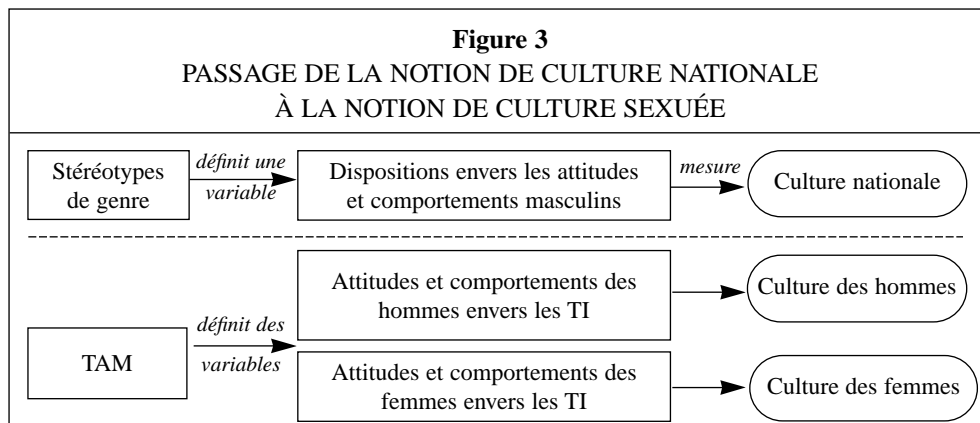 Figure 3
PASSAGE DE LA NOTION DE CULTURE NATIONALE
À LA NOTION DE CULTURE SEXUÉE
Stéréotypes
de genre
définit une
variable
Dispositions envers les attitudes
et comportements masculins
mesure
Culture nationale
Attitudes et comportements des
hommes envers les TI
Culture des hommes
TAM
définit des
variables
Attitudes et comportements des
femmes envers les TI
Culture des femmes